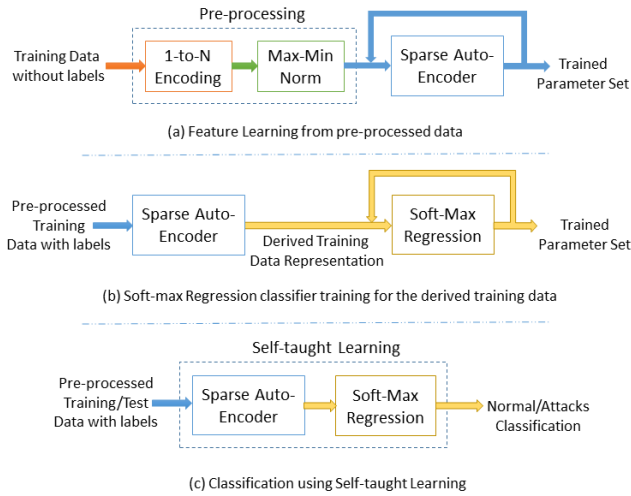 Pre-processing
Training Data
without labels
1-to-N
Encoding
Max-Min
Norm
Sparse Auto-
Encoder
Trained
Parameter Set
(a) Feature Learning from pre-processed data
Pre-processed
Training
Data with labels
Sparse Auto-
Encoder
Derived Training
Data Representation
Soft-Max
Regression
Trained
Parameter Set
(b) Soft-max Regression classifier training for the derived training data
Self-taught Learning
Pre-processed
Training/Test
Data with labels
Sparse Auto-
Encoder
Soft-Max
Regression
Normal/Attacks
Classification
(c) Classification using Self-taught Learning